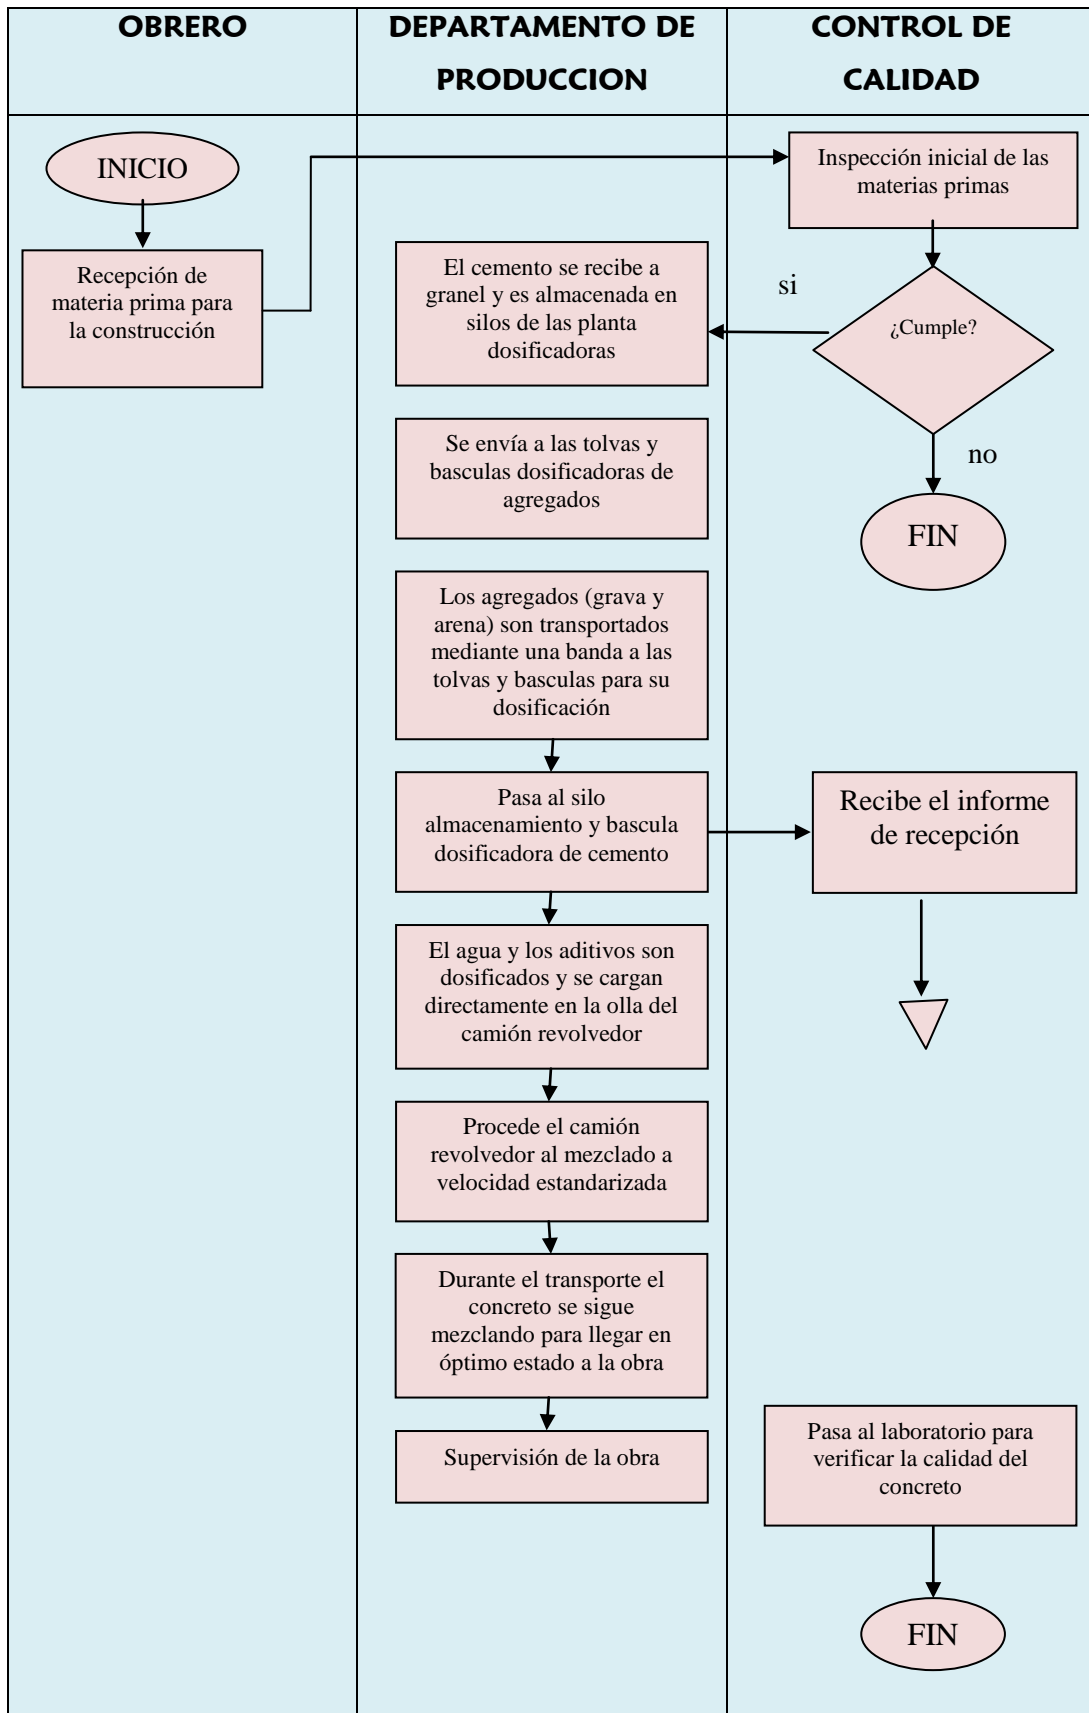 OBRERO
DEPARTAMENTO DE
PRODUCCION
CONTROL DE
CALIDAD
INICIO
Recepción de
materia prima para
la construcción
Inspección inicial de las
materias primas
¿Cumple?
si
no
FIN
El cemento se recibe a
granel y es almacenada en
silos de las planta
dosificadoras
Se envía a las tolvas y
basculas dosificadoras de
agregados
Los agregados (grava y
arena) son transportados
mediante una banda a las
tolvas y basculas para su
dosificación
Pasa al silo
almacenamiento y bascula
dosificadora de cemento
Recibe el informe
de recepción
El agua y los aditivos son
dosificados y se cargan
directamente en la olla del
camión revolvedor
Procede el camión
revolvedor al mezclado a
velocidad estandarizada
Durante el transporte el
concreto se sigue
mezclando para llegar en
óptimo estado a la obra
Supervisión de la obra
Pasa al laboratorio para
verificar la calidad del
concreto
FIN